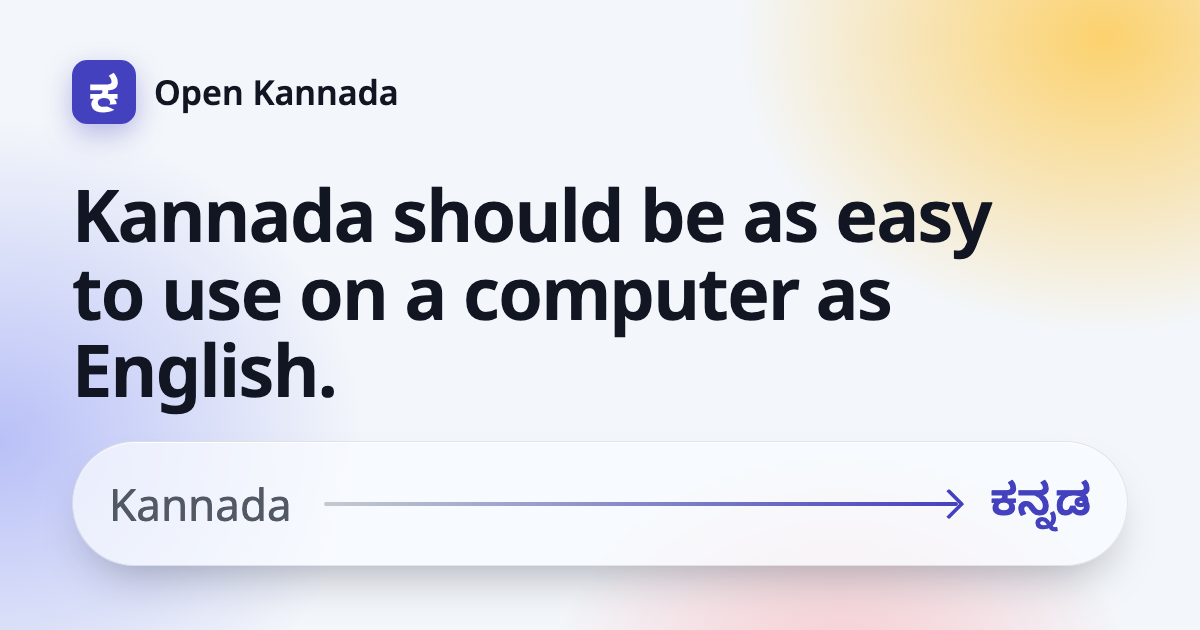 ಕ
Open Kannada
Kannada should be as easy
to use on a computer as
English.
Kannada
ಕನ್ನಡ